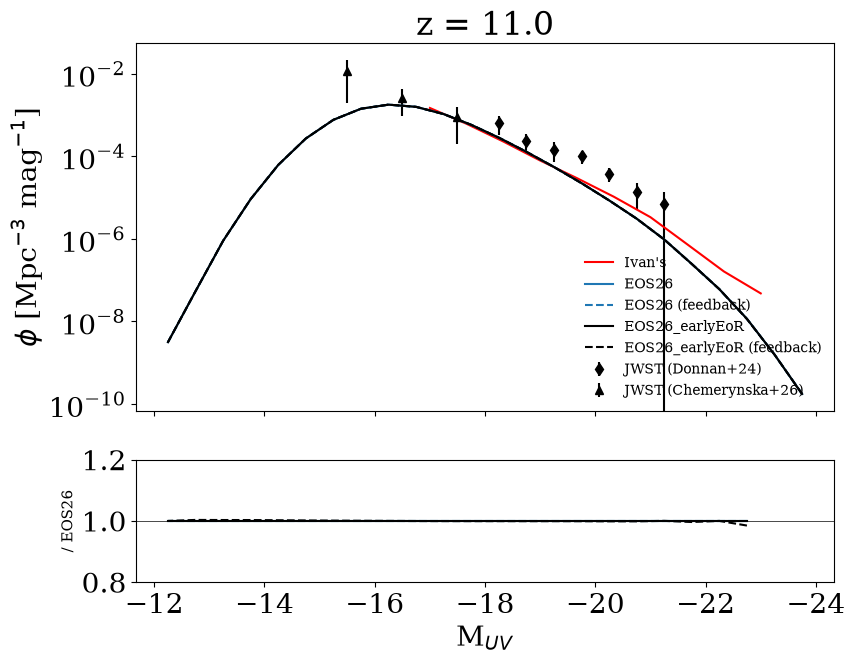 z = 11.0
10⁻²
10⁻⁴
10⁻⁶
10⁻⁸
10⁻¹⁰
ϕ [Mpc⁻³ mag⁻¹]
Ivan's
EOS26
EOS26 (feedback)
EOS26_earlyEoR
EOS26_earlyEoR (feedback)
JWST (Donnan+24)
JWST (Chemerynska+26)
1.2
1.0
0.8
/ EOS26
−12 −14 −16 −18 −20 −22 −24
M_UV